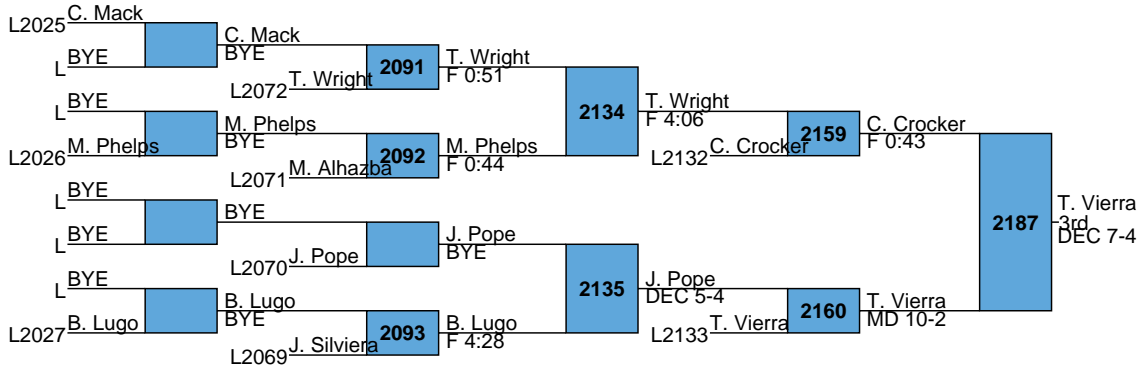 L2025 C. Mack
L BYE
C. Mack
BYE
L2072 T. Wright
2091
T. Wright
F 0:51
L BYE
L2026 M. Phelps
M. Phelps
BYE
L2071 M. Alhazba
2092
M. Phelps
F 0:44
2134
T. Wright
F 4:06
L2132 C. Crocker
2159
C. Crocker
F 0:43
L BYE
L BYE
BYE
L2070 J. Pope
J. Pope
BYE
L BYE
L2027 B. Lugo
B. Lugo
BYE
L2069 J. Silviera
2093
B. Lugo
F 4:28
2135
J. Pope
DEC 5-4
L2133 T. Vierra
2160
T. Vierra
MD 10-2
2187
T. Vierra
3rd
DEC 7-4